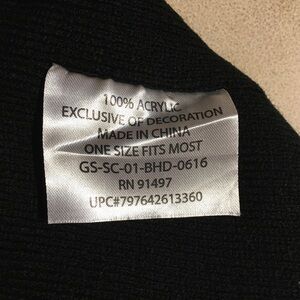 100% ACRYLIC
EXCLUSIVE OF DECORATION
MADE IN CHINA
ONE SIZE FITS MOST
GS-SC-01-BHD-0616
RN 91497
UPC#797642613360